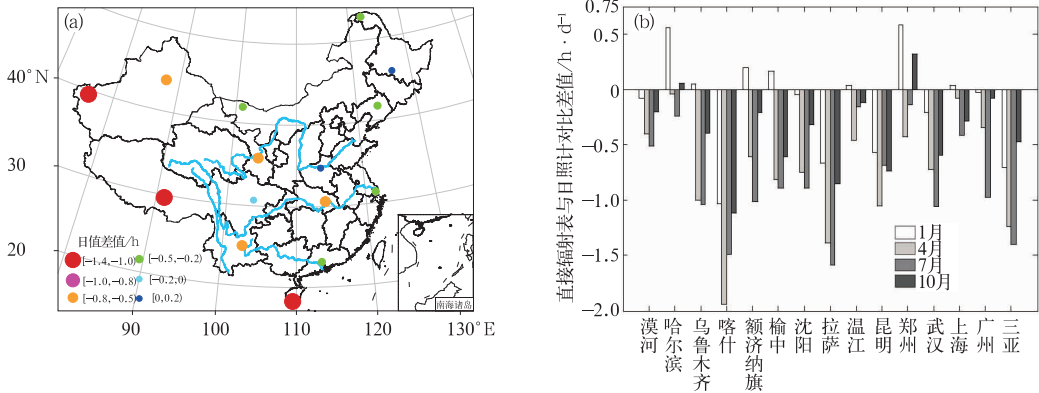 (a)
40°N
30
20
90
100
110
120
130°E
日值差值/h
[−1.4,−1.0)
[−1.0,−0.8)
[−0.8,−0.5)
[−0.5,−0.2)
[−0.2,0)
[0,0.2)
南海诸岛
(b)
直接辐射表与日照计对比差值/h·d⁻¹
0.75
0.5
0
−0.5
−1.0
−1.5
−2.0
1月
4月
7月
10月
漠河
哈尔滨
乌鲁木齐
喀什
额济纳旗
榆中
沈阳
拉萨
温江
昆明
郑州
武汉
上海
广州
三亚